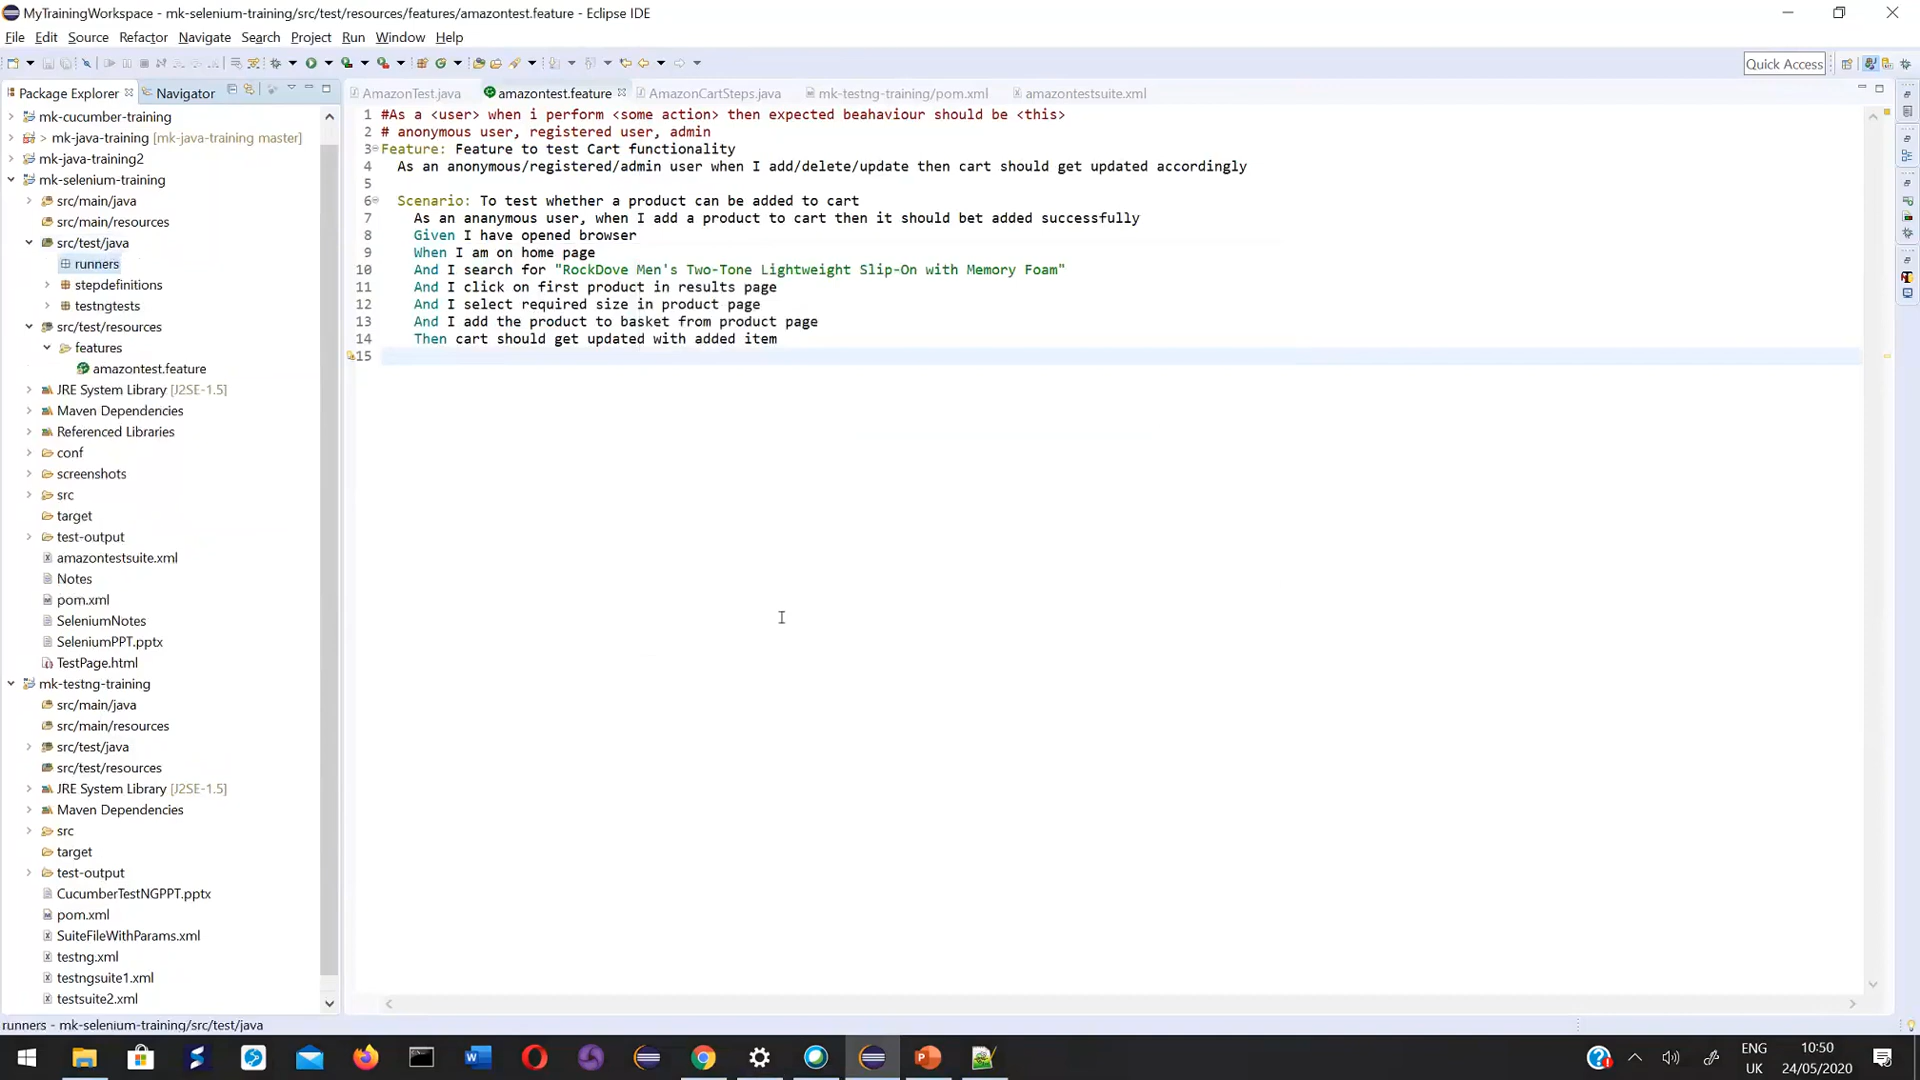 MyTrainingWorkspace - mk-selenium-training/src/test/resources/features/amazontest.feature - Eclipse IDE
File Edit Source Refactor Navigate Search Project Run Window Help
Quick Access
Package Explorer Navigator
AmazonTest.java amazontest.feature AmazonCartSteps.java mk-testng-training/pom.xml amazontestsuite.xml
mk-cucumber-training
> mk-java-training [mk-java-training master]
mk-java-training2
mk-selenium-training
src/main/java
src/main/resources
src/test/java
runners
stepdefinitions
testngtests
src/test/resources
features
amazontest.feature
JRE System Library [J2SE-1.5]
Maven Dependencies
Referenced Libraries
conf
screenshots
src
target
test-output
amazontestsuite.xml
Notes
pom.xml
SeleniumNotes
SeleniumPPT.pptx
TestPage.html
mk-testng-training
src/main/java
src/main/resources
src/test/java
src/test/resources
JRE System Library [J2SE-1.5]
Maven Dependencies
src
target
test-output
CucumberTestNGPPT.pptx
pom.xml
SuiteFileWithParams.xml
testng.xml
testngsuite1.xml
testsuite2.xml
1 #As a <user> when i perform <some action> then expected beahaviour should be <this>
2 # anonymous user, registered user, admin
3 Feature: Feature to test Cart functionality
4 As an anonymous/registered/admin user when I add/delete/update then cart should get updated accordingly
5
6 Scenario: To test whether a product can be added to cart
7 As an ananymous user, when I add a product to cart then it should bet added successfully
8 Given I have opened browser
9 When I am on home page
10 And I search for "RockDove Men's Two-Tone Lightweight Slip-On with Memory Foam"
11 And I click on first product in results page
12 And I select required size in product page
13 And I add the product to basket from product page
14 Then cart should get updated with added item
15
runners - mk-selenium-training/src/test/java
ENG
UK
10:50
24/05/2020